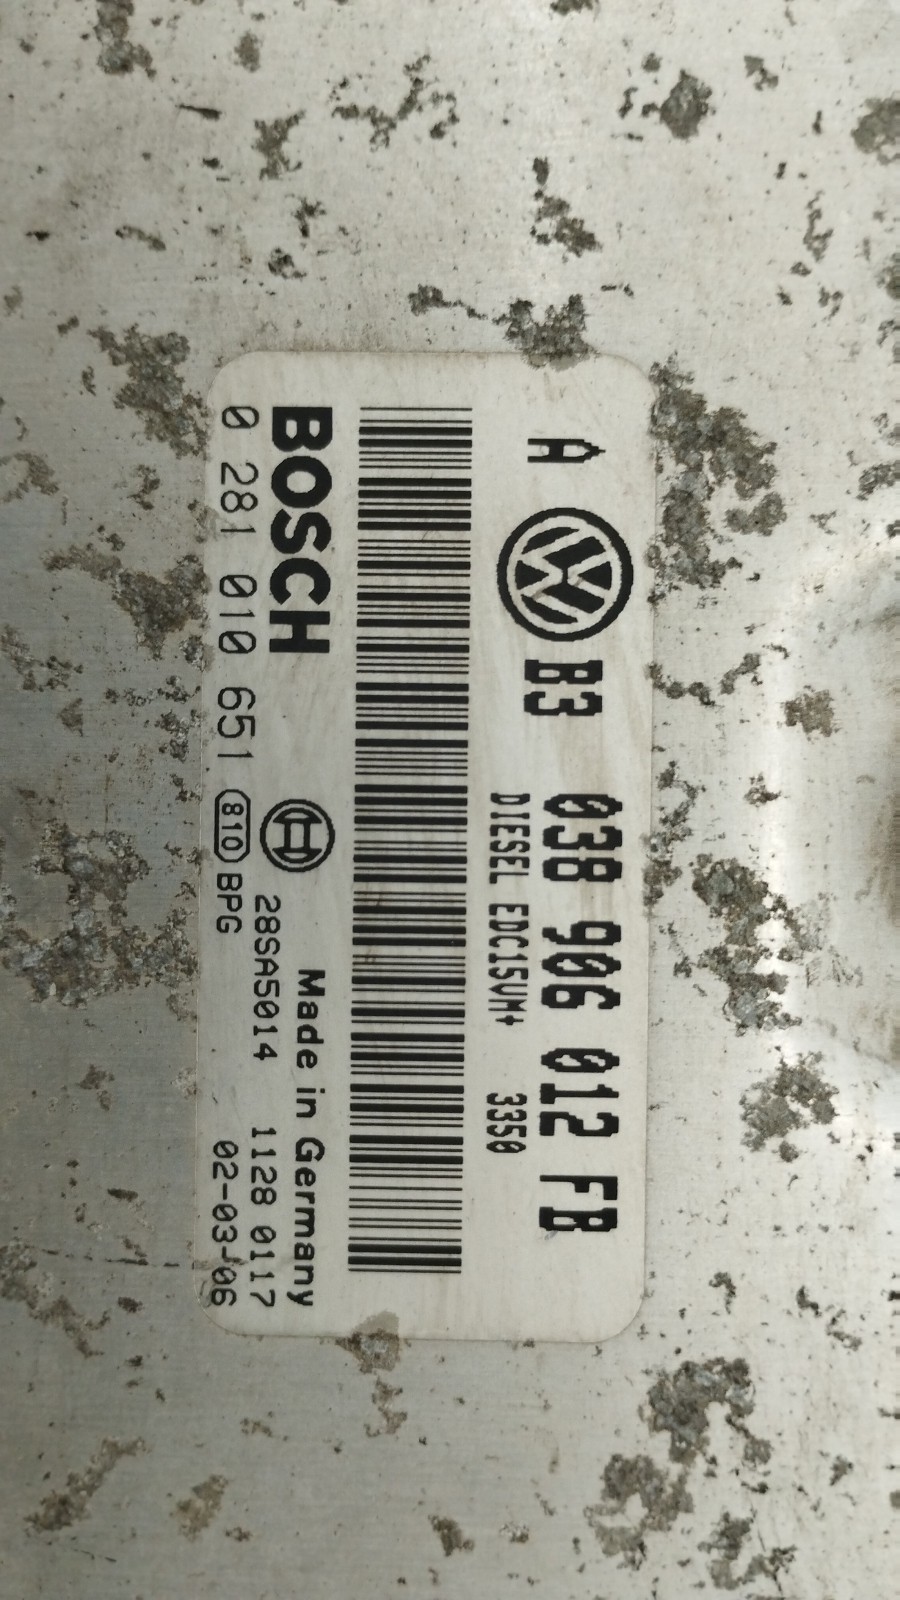 A B3 038 906 012 FB
DIESEL EDC15VM+ 3350
BOSCH Made in Germany
28SA5014 1128 0117
0 281 010 651 810 BPG 02-03-06